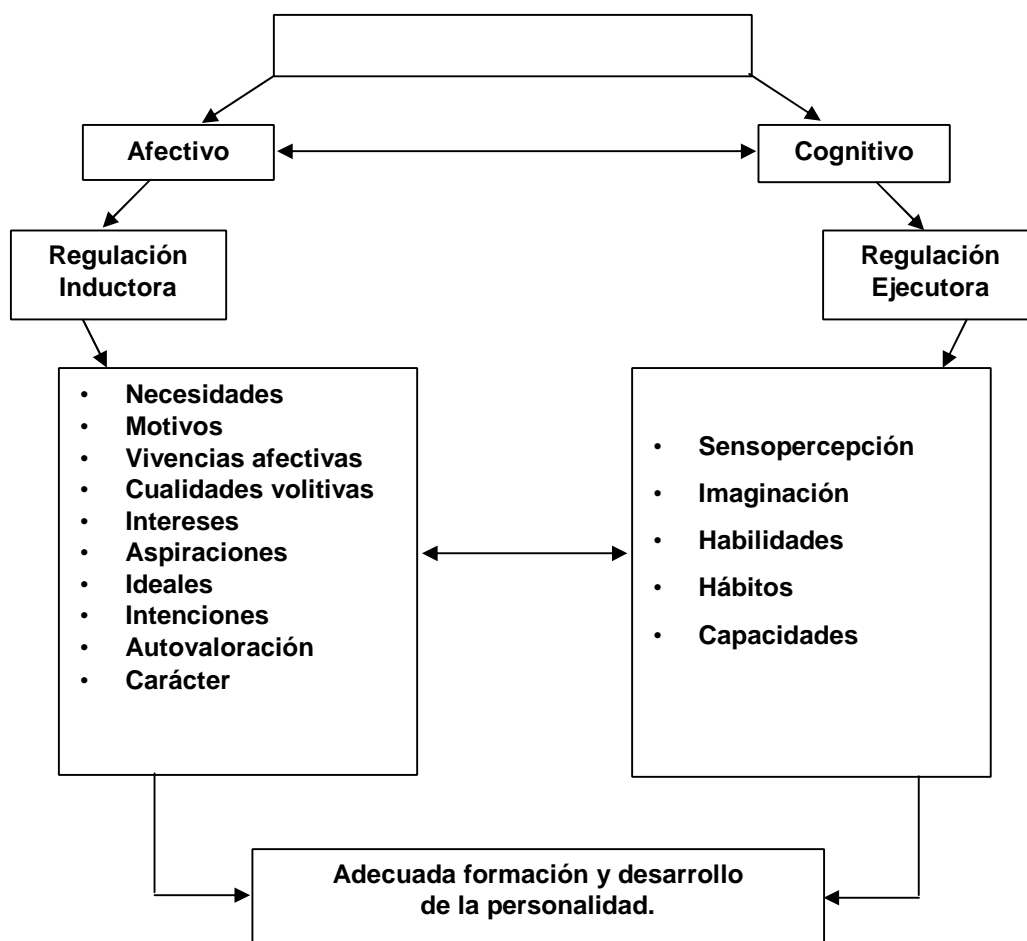 Afectivo
Cognitivo
Regulación
Inductora
Regulación
Ejecutora
• Necesidades
• Motivos
• Vivencias afectivas
• Cualidades volitivas
• Intereses
• Aspiraciones
• Ideales
• Intenciones
• Autovaloración
• Carácter
• Sensopercepción
• Imaginación
• Habilidades
• Hábitos
• Capacidades
Adecuada formación y desarrollo
de la personalidad.